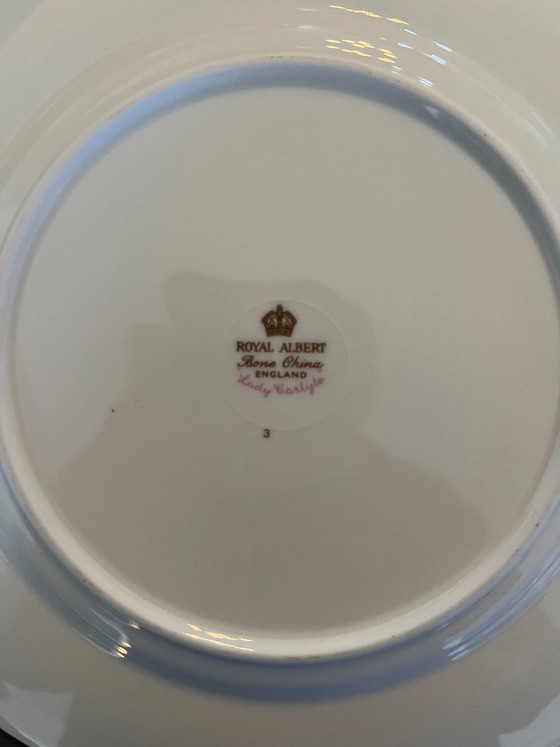 ROYAL ALBERT
Bone China
ENGLAND
"Lady Carlyle"
3